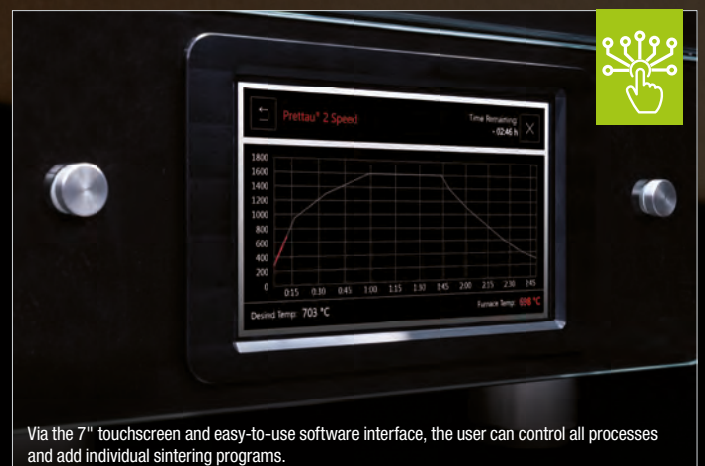 Prettau® 2 Speed
Time Remaining:
- 02:46 h
1800
1600
1400
1200
1000
800
600
400
200
0
0:15 0:30 0:45 1:00 1:15 1:30 1:45 2:00 2:15 2:30 1:45
Desird Temp: 703 °C
Furnace Temp: 698 °C
Via the 7" touchscreen and easy-to-use software interface, the user can control all processes
and add individual sintering programs.